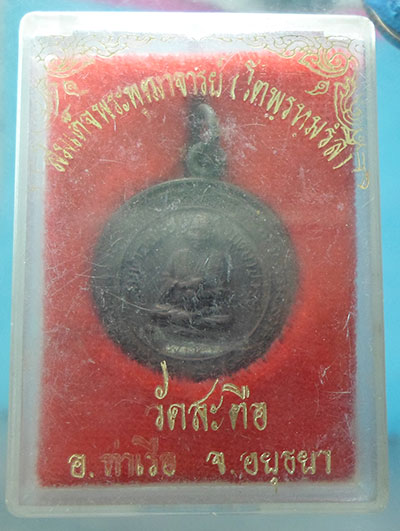 สมเด็จพระพุฒาจารย์ (โตพรหมรังสี)
วัดสะตือ
อ. ท่าเรือ จ. อยุธยา